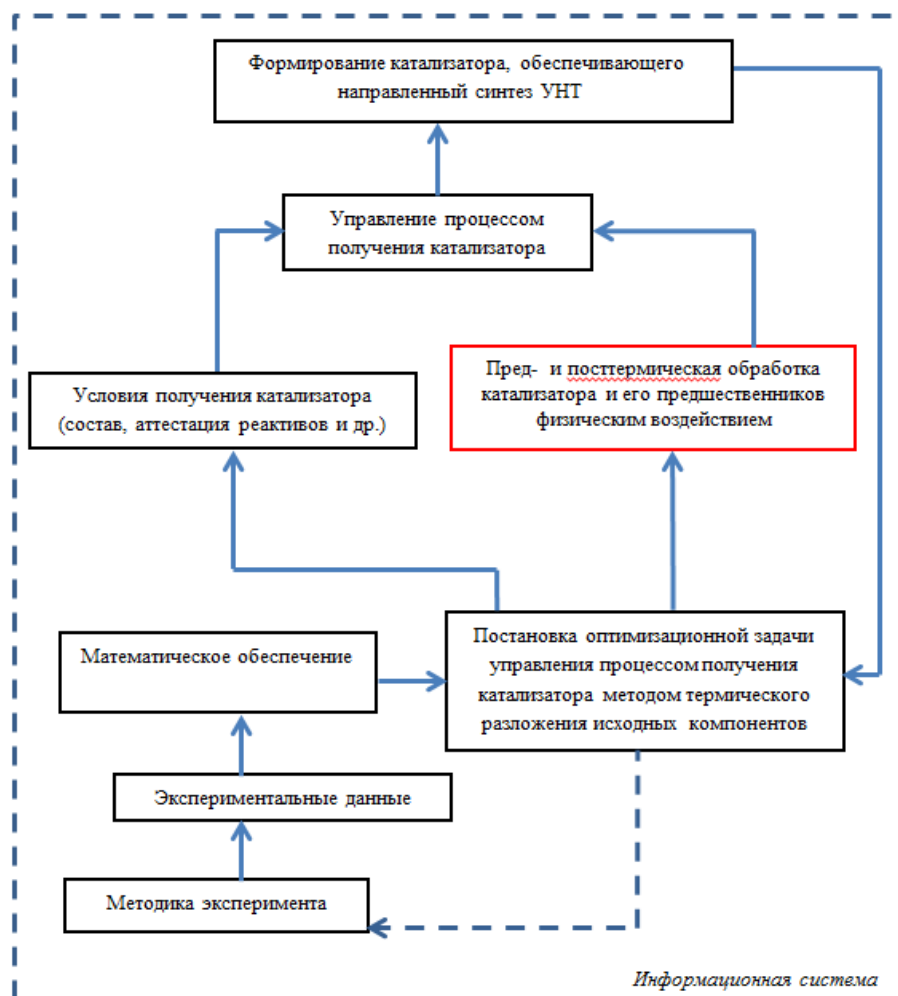 Формирование катализатора, обеспечивающего
направленный синтез УНТ
Управление процессом
получения катализатора
Условия получения катализатора
(состав, аттестация реактивов и др.)
Пред- и посттермическая обработка
катализатора и его предшественников
физическим воздействием
Математическое обеспечение
Постановка оптимизационной задачи
управления процессом получения
катализатора методом термического
разложения исходных компонентов
Экспериментальные данные
Методика эксперимента
Информационная система